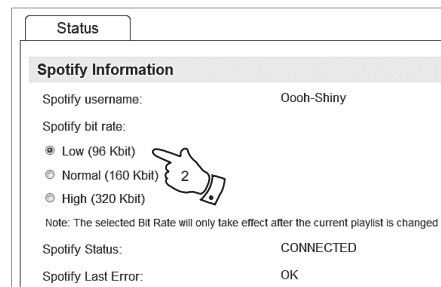 Status
Spotify Information
Spotify username: Oooh-Shiny
Spotify bit rate:
Low (96 Kbit)
Normal (160 Kbit) 2
High (320 Kbit)
Note: The selected Bit Rate will only take effect after the current playlist is changed
Spotify Status: CONNECTED
Spotify Last Error: OK